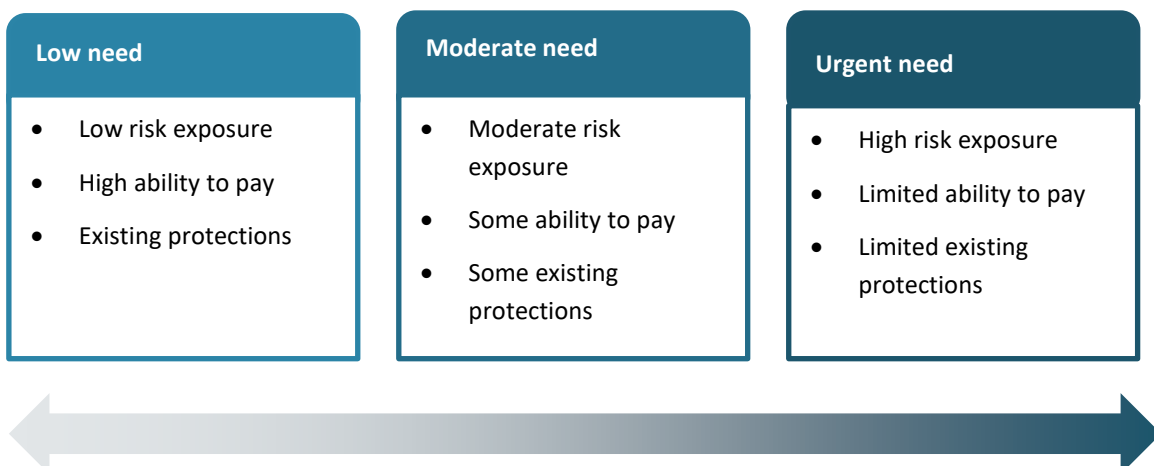 Low need
• Low risk exposure
• High ability to pay
• Existing protections
Moderate need
• Moderate risk
exposure
• Some ability to pay
• Some existing
protections
Urgent need
• High risk exposure
• Limited ability to pay
• Limited existing
protections